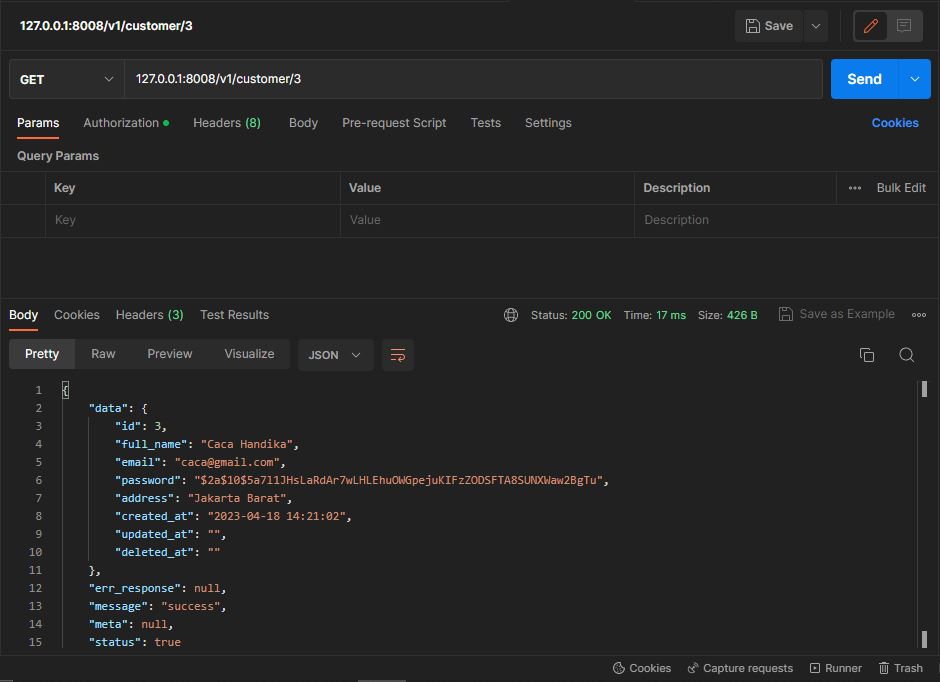 127.0.0.1:8008/v1/customer/3
Save
GET 127.0.0.1:8008/v1/customer/3 Send
Params Authorization Headers (8) Body Pre-request Script Tests Settings Cookies
Query Params
Key Value Description Bulk Edit
Key Value Description
Body Cookies Headers (3) Test Results Status: 200 OK Time: 17 ms Size: 426 B Save as Example
Pretty Raw Preview Visualize JSON
1 {
2 "data": {
3 "id": 3,
4 "full_name": "Caca Handika",
5 "email": "caca@gmail.com",
6 "password": "$2a$10$5a7l1JHsLaRdAr7wLHLEhuOWGpejuKIFzZODSFTA8SUNXWaw2BgTu",
7 "address": "Jakarta Barat",
8 "created_at": "2023-04-18 14:21:02",
9 "updated_at": "",
10 "deleted_at": ""
11 },
12 "err_response": null,
13 "message": "success",
14 "meta": null,
15 "status": true
Cookies Capture requests Runner Trash